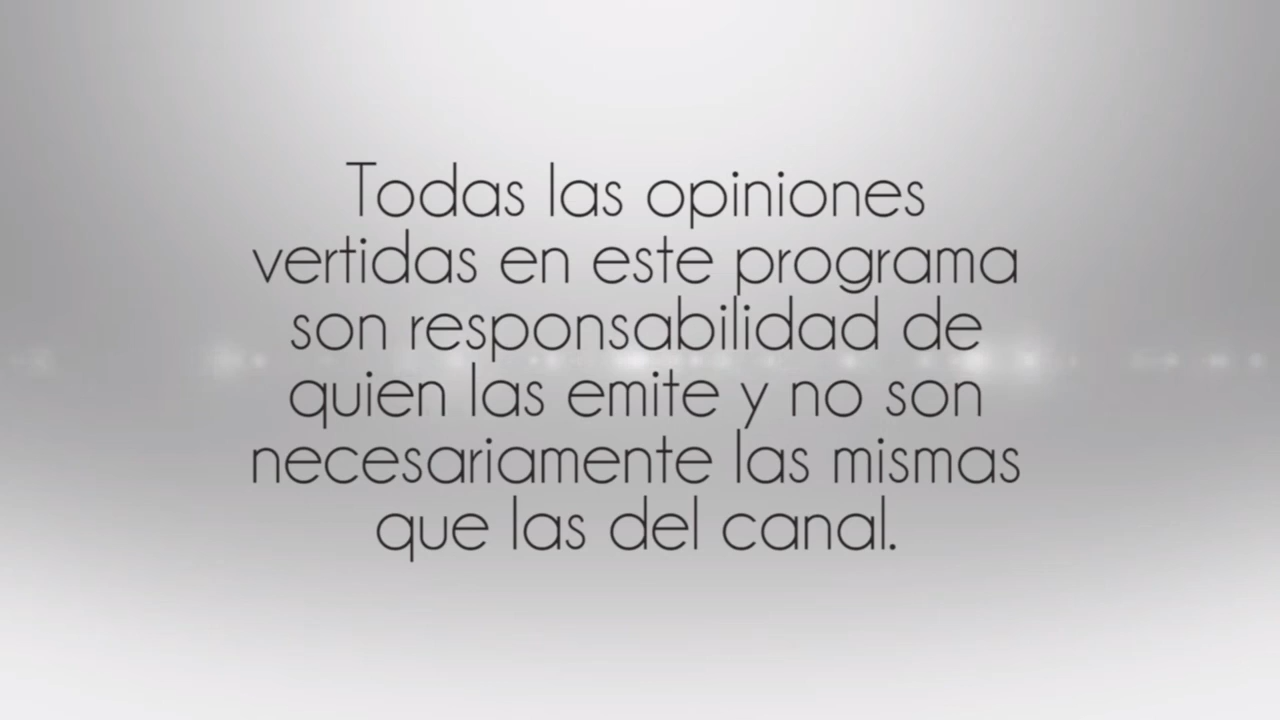 Todas las opiniones
vertidas en este programa
son responsabilidad de
quien las emite y no son
necesariamente las mismas
que las del canal.